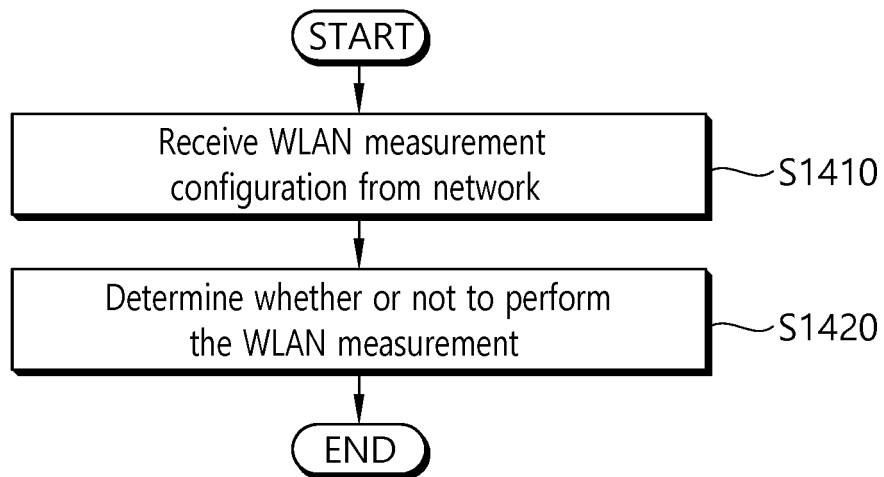 START
Receive WLAN measurement
configuration from network
S1410
Determine whether or not to perform
the WLAN measurement
S1420
END